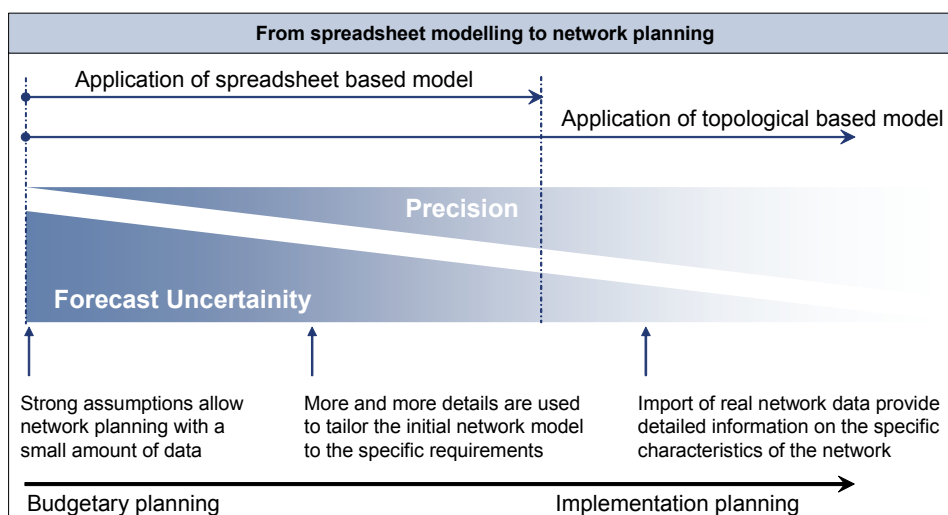 From spreadsheet modelling to network planning
Application of spreadsheet based model
Application of topological based model
Precision
Forecast Uncertainity
Strong assumptions allow
network planning with a
small amount of data
More and more details are used
to tailor the initial network model
to the specific requirements
Import of real network data provide
detailed information on the specific
characteristics of the network
Budgetary planning
Implementation planning